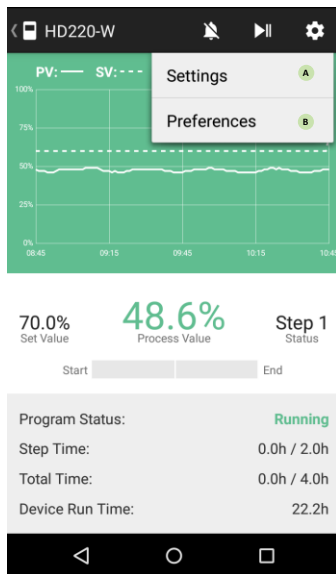 HD220-W
PV: SV:
Settings A
Preferences B
100%
75%
50%
25%
0%
08:45 09:15 09:45 10:15 10:45
70.0% 48.6% Step 1
Set Value Process Value Status
Start End
Program Status: Running
Step Time: 0.0h / 2.0h
Total Time: 0.0h / 4.0h
Device Run Time: 22.2h